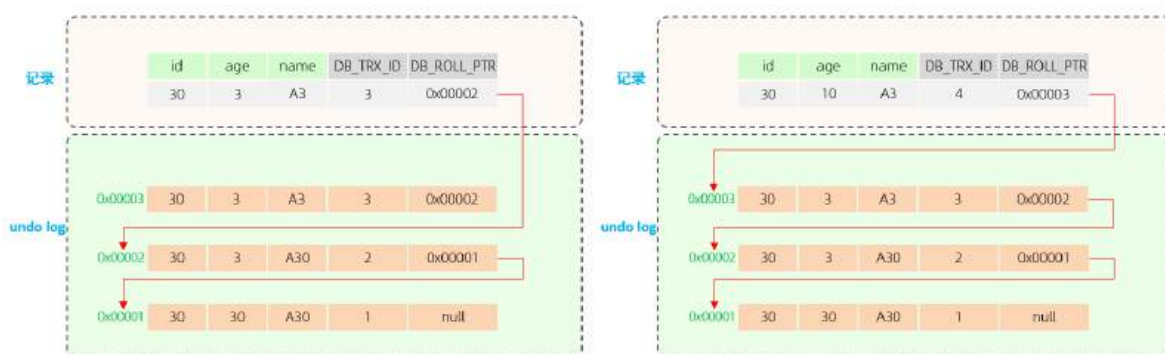 id age name DB_TRX_ID DB_ROLL_PTR
记录
30 3 A3 3 0x00002
0x00003 30 3 A3 3 0x00002
undo log
0x00002 30 3 A30 2 0x00001
0x00001 30 30 A30 1 null
id age name DB_TRX_ID DB_ROLL_PTR
记录
30 10 A3 4 0x00003
0x00003 30 3 A3 3 0x00002
undo log
0x00002 30 3 A30 2 0x00001
0x00001 30 30 A30 1 null